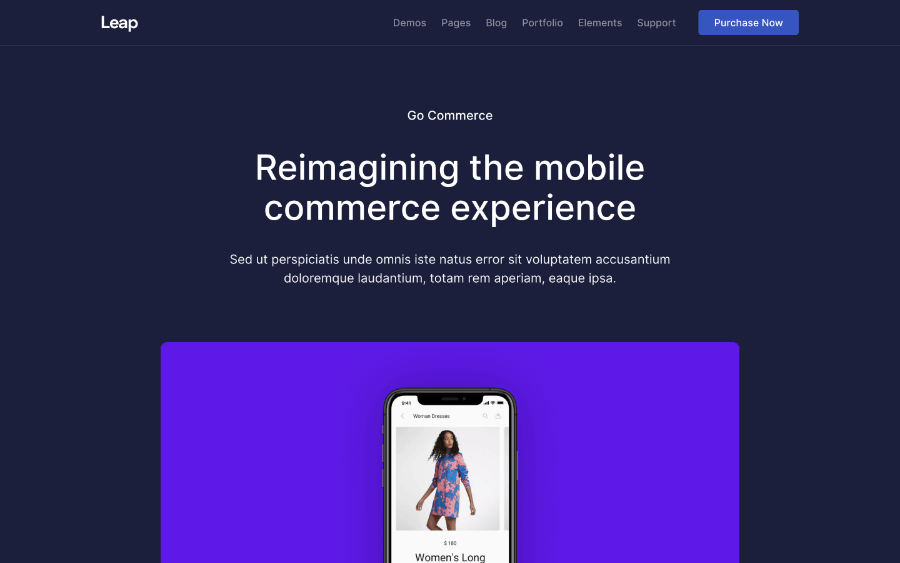 Leap
Demos Pages Blog Portfolio Elements Support Purchase Now
Go Commerce
Reimagining the mobile
commerce experience
Sed ut perspiciatis unde omnis iste natus error sit voluptatem accusantium
doloremque laudantium, totam rem aperiam, eaque ipsa.
9:41
Woman Dresses
$ 180
Women's Long